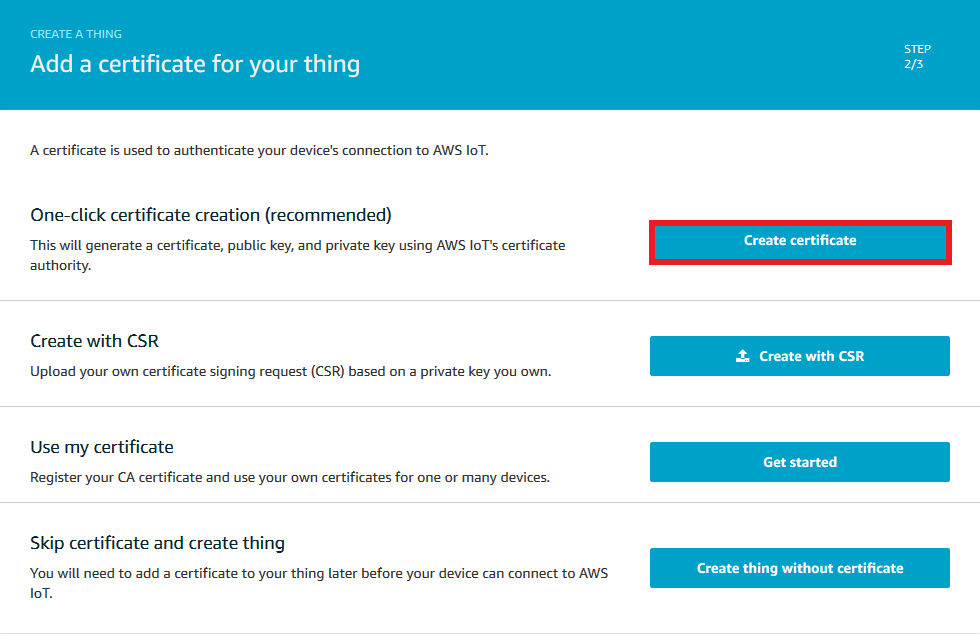 CREATE A THING
Add a certificate for your thing
STEP
2/3
A certificate is used to authenticate your device's connection to AWS IoT.
One-click certificate creation (recommended)
This will generate a certificate, public key, and private key using AWS IoT's certificate
authority.
Create certificate
Create with CSR
Upload your own certificate signing request (CSR) based on a private key you own.
Create with CSR
Use my certificate
Register your CA certificate and use your own certificates for one or many devices.
Get started
Skip certificate and create thing
You will need to add a certificate to your thing later before your device can connect to AWS
IoT.
Create thing without certificate